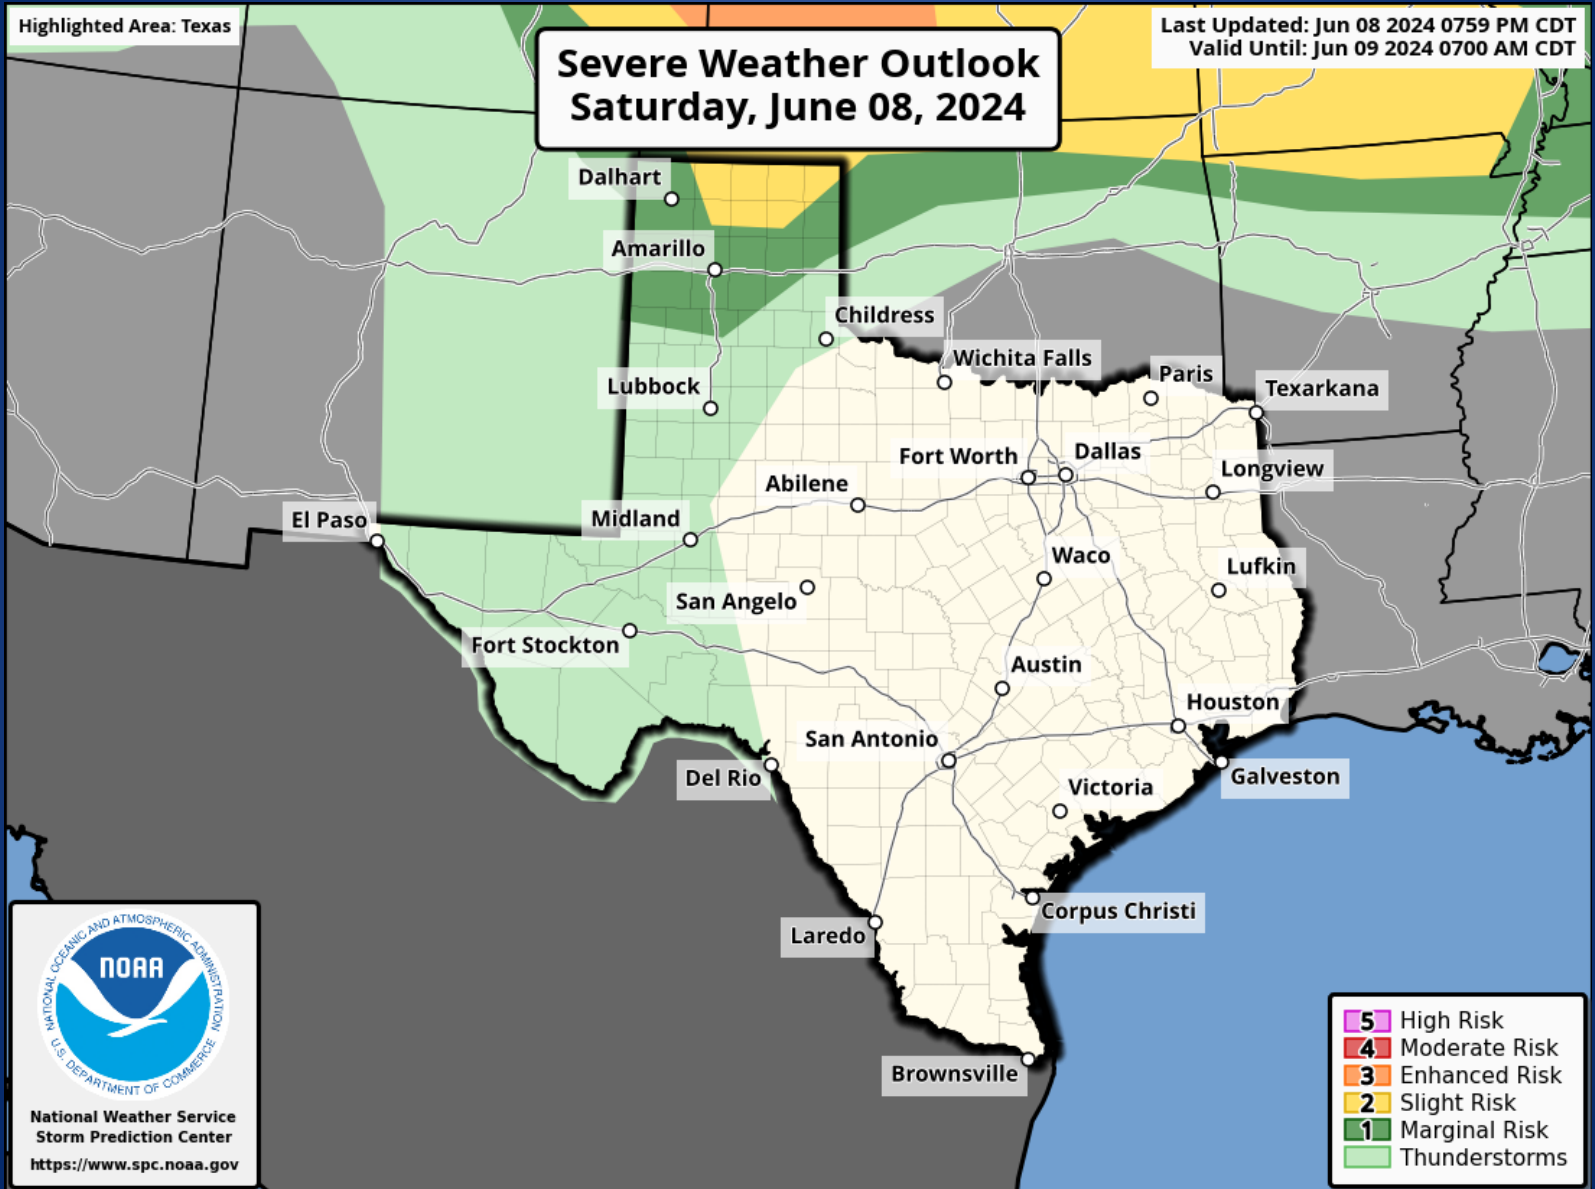 Highlighted Area: Texas
Last Updated: Jun 08 2024 0759 PM CDT
Valid Until: Jun 09 2024 0700 AM CDT
Severe Weather Outlook
Saturday, June 08, 2024
Dalhart
Amarillo
Childress
Wichita Falls
Paris
Texarkana
Lubbock
Fort Worth
Dallas
Longview
Abilene
El Paso
Midland
Waco
Lufkin
San Angelo
Fort Stockton
Austin
Houston
San Antonio
Del Rio
Galveston
Victoria
Corpus Christi
Laredo
Brownsville
NATIONAL OCEANIC AND ATMOSPHERIC ADMINISTRATION
NOAA
U.S. DEPARTMENT OF COMMERCE
National Weather Service
Storm Prediction Center
https://www.spc.noaa.gov
5 High Risk
4 Moderate Risk
3 Enhanced Risk
2 Slight Risk
1 Marginal Risk
Thunderstorms